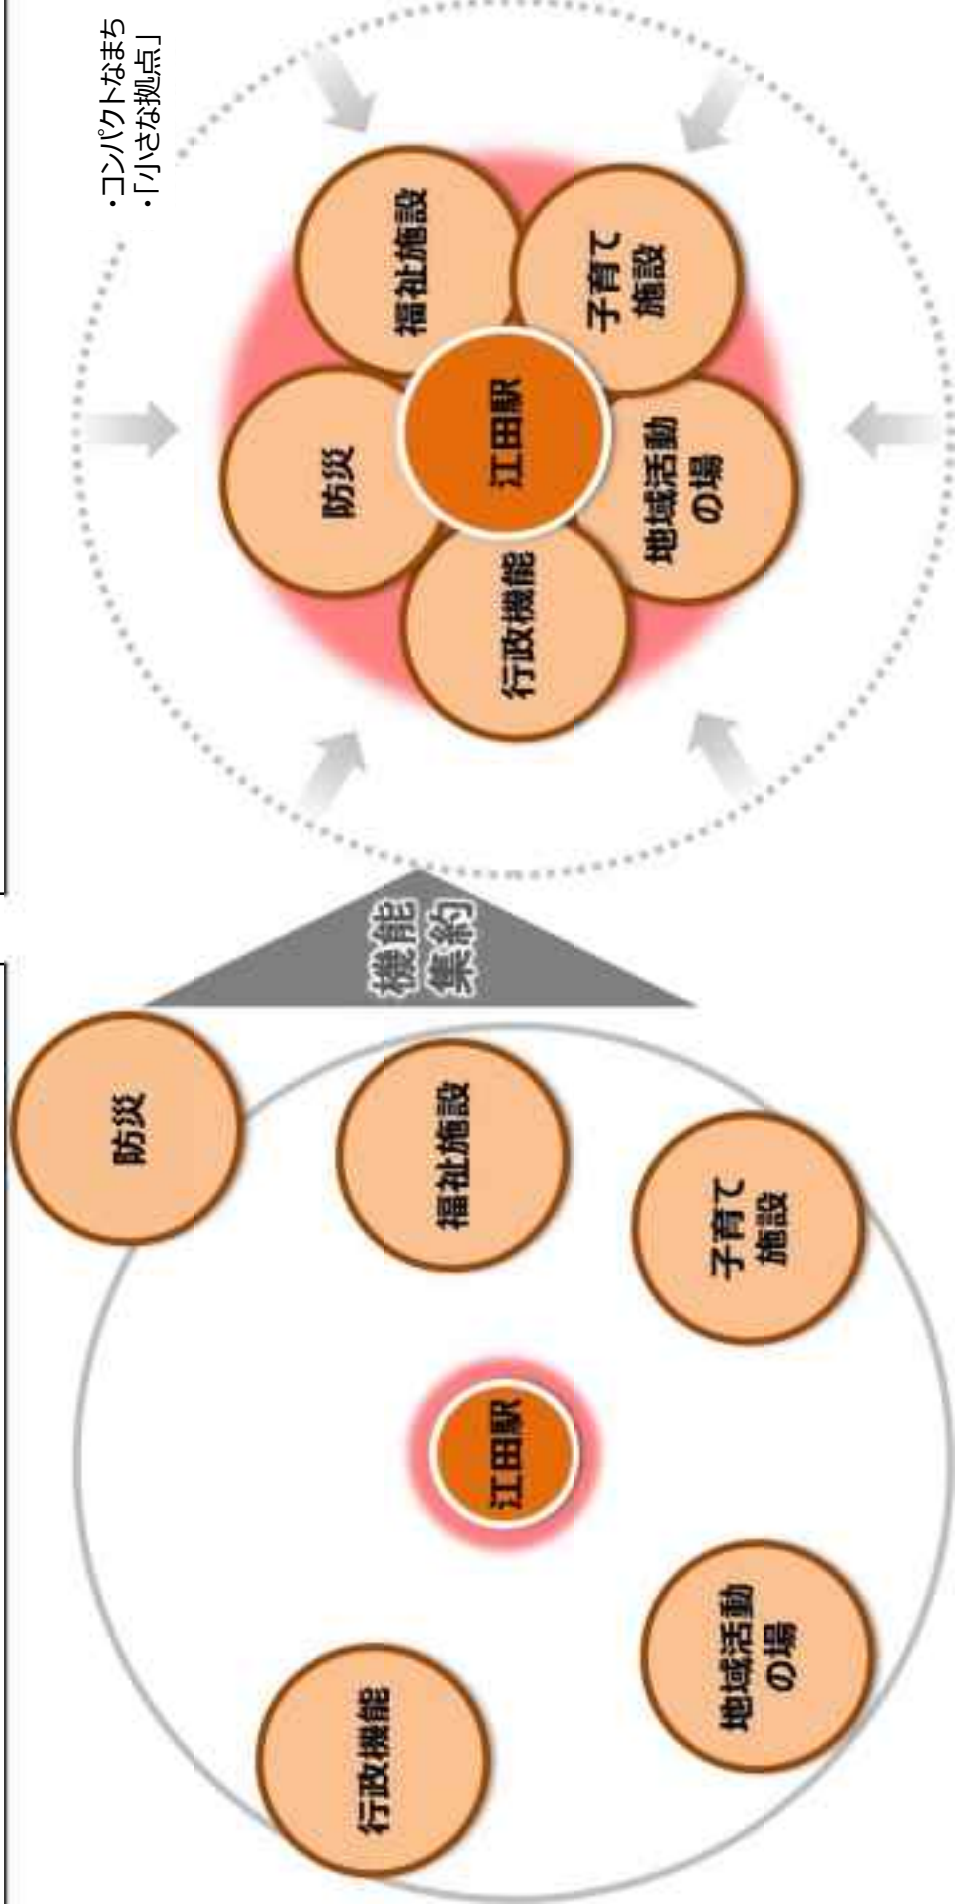 防災
福祉施設
子育て
施設
江田駅
行政機能
地域活動
の場
機能
集約
・コンパクトなまち
・「小さな拠点」
防災
福祉施設
子育て
施設
江田駅
行政機能
地域活動
の場